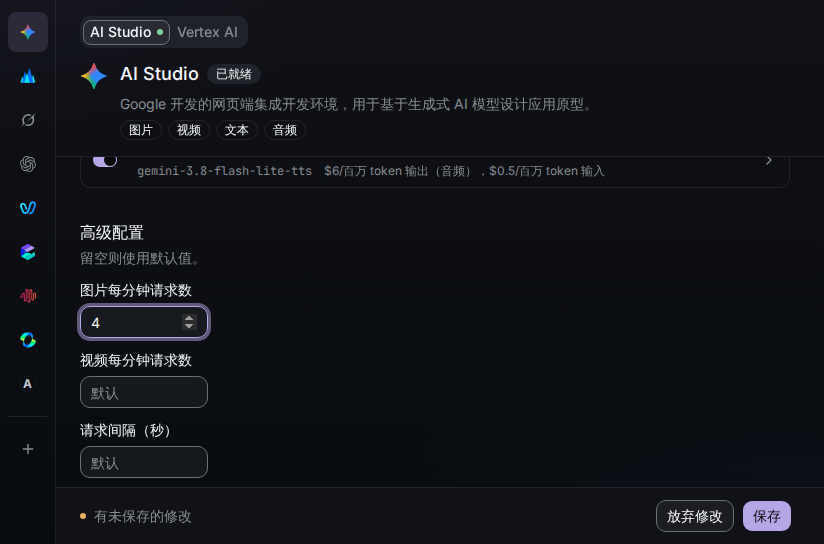 AI Studio
Vertex AI
AI Studio
已就绪
Google 开发的网页端集成开发环境，用于基于生成式 AI 模型设计应用原型。
图片
视频
文本
音频
gemini-3.8-flash-lite-tts $6/百万 token 输出（音频），$0.5/百万 token 输入
高级配置
留空则使用默认值。
图片每分钟请求数
4
视频每分钟请求数
默认
请求间隔（秒）
默认
A
有未保存的修改
放弃修改
保存